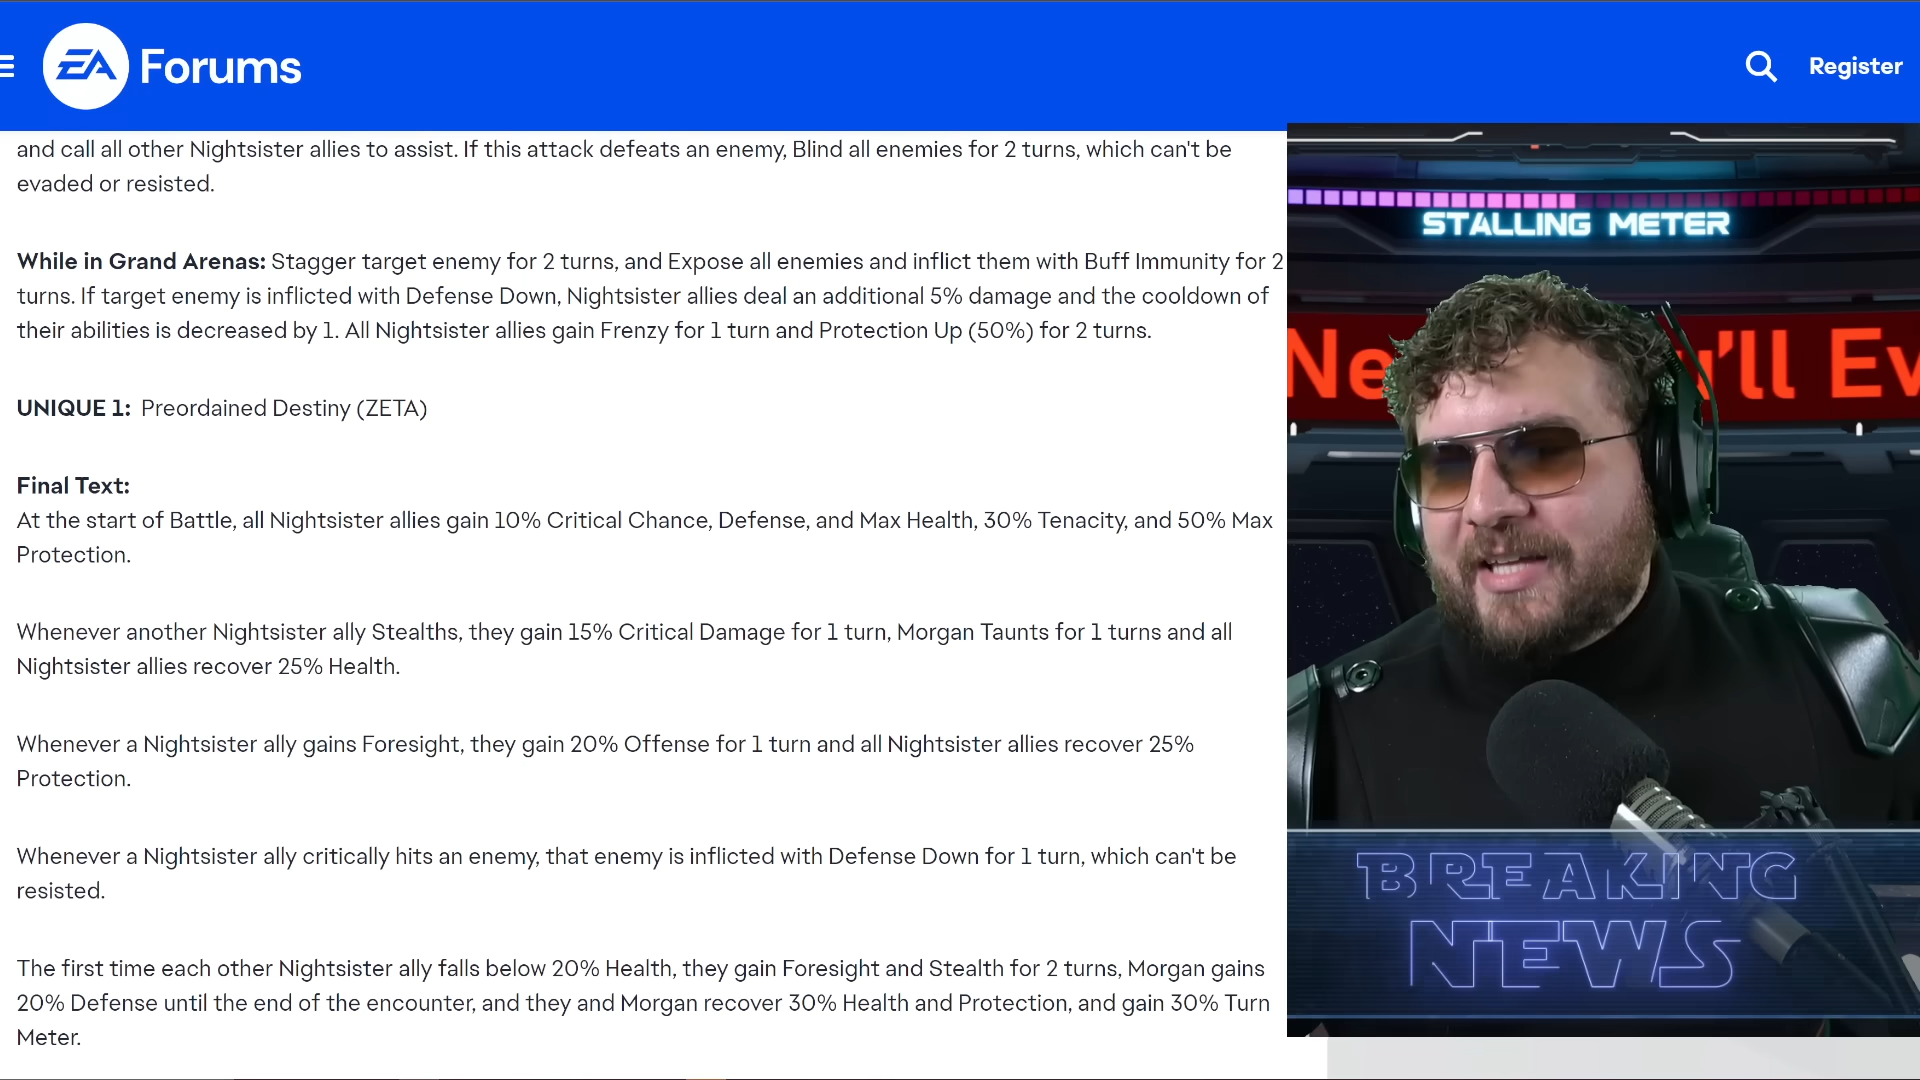 EA Forums
Register
and call all other Nightsister allies to assist. If this attack defeats an enemy, Blind all enemies for 2 turns, which can't be
evaded or resisted.
While in Grand Arenas: Stagger target enemy for 2 turns, and Expose all enemies and inflict them with Buff Immunity for 2
turns. If target enemy is inflicted with Defense Down, Nightsister allies deal an additional 5% damage and the cooldown of
their abilities is decreased by 1. All Nightsister allies gain Frenzy for 1 turn and Protection Up (50%) for 2 turns.
UNIQUE 1: Preordained Destiny (ZETA)
Final Text:
At the start of Battle, all Nightsister allies gain 10% Critical Chance, Defense, and Max Health, 30% Tenacity, and 50% Max
Protection.
Whenever another Nightsister ally Stealths, they gain 15% Critical Damage for 1 turn, Morgan Taunts for 1 turns and all
Nightsister allies recover 25% Health.
Whenever a Nightsister ally gains Foresight, they gain 20% Offense for 1 turn and all Nightsister allies recover 25%
Protection.
Whenever a Nightsister ally critically hits an enemy, that enemy is inflicted with Defense Down for 1 turn, which can't be
resisted.
The first time each other Nightsister ally falls below 20% Health, they gain Foresight and Stealth for 2 turns, Morgan gains
20% Defense until the end of the encounter, and they and Morgan recover 30% Health and Protection, and gain 30% Turn
Meter.
STALLING METER
Ne 'll Ev
BREAKING
NEWS